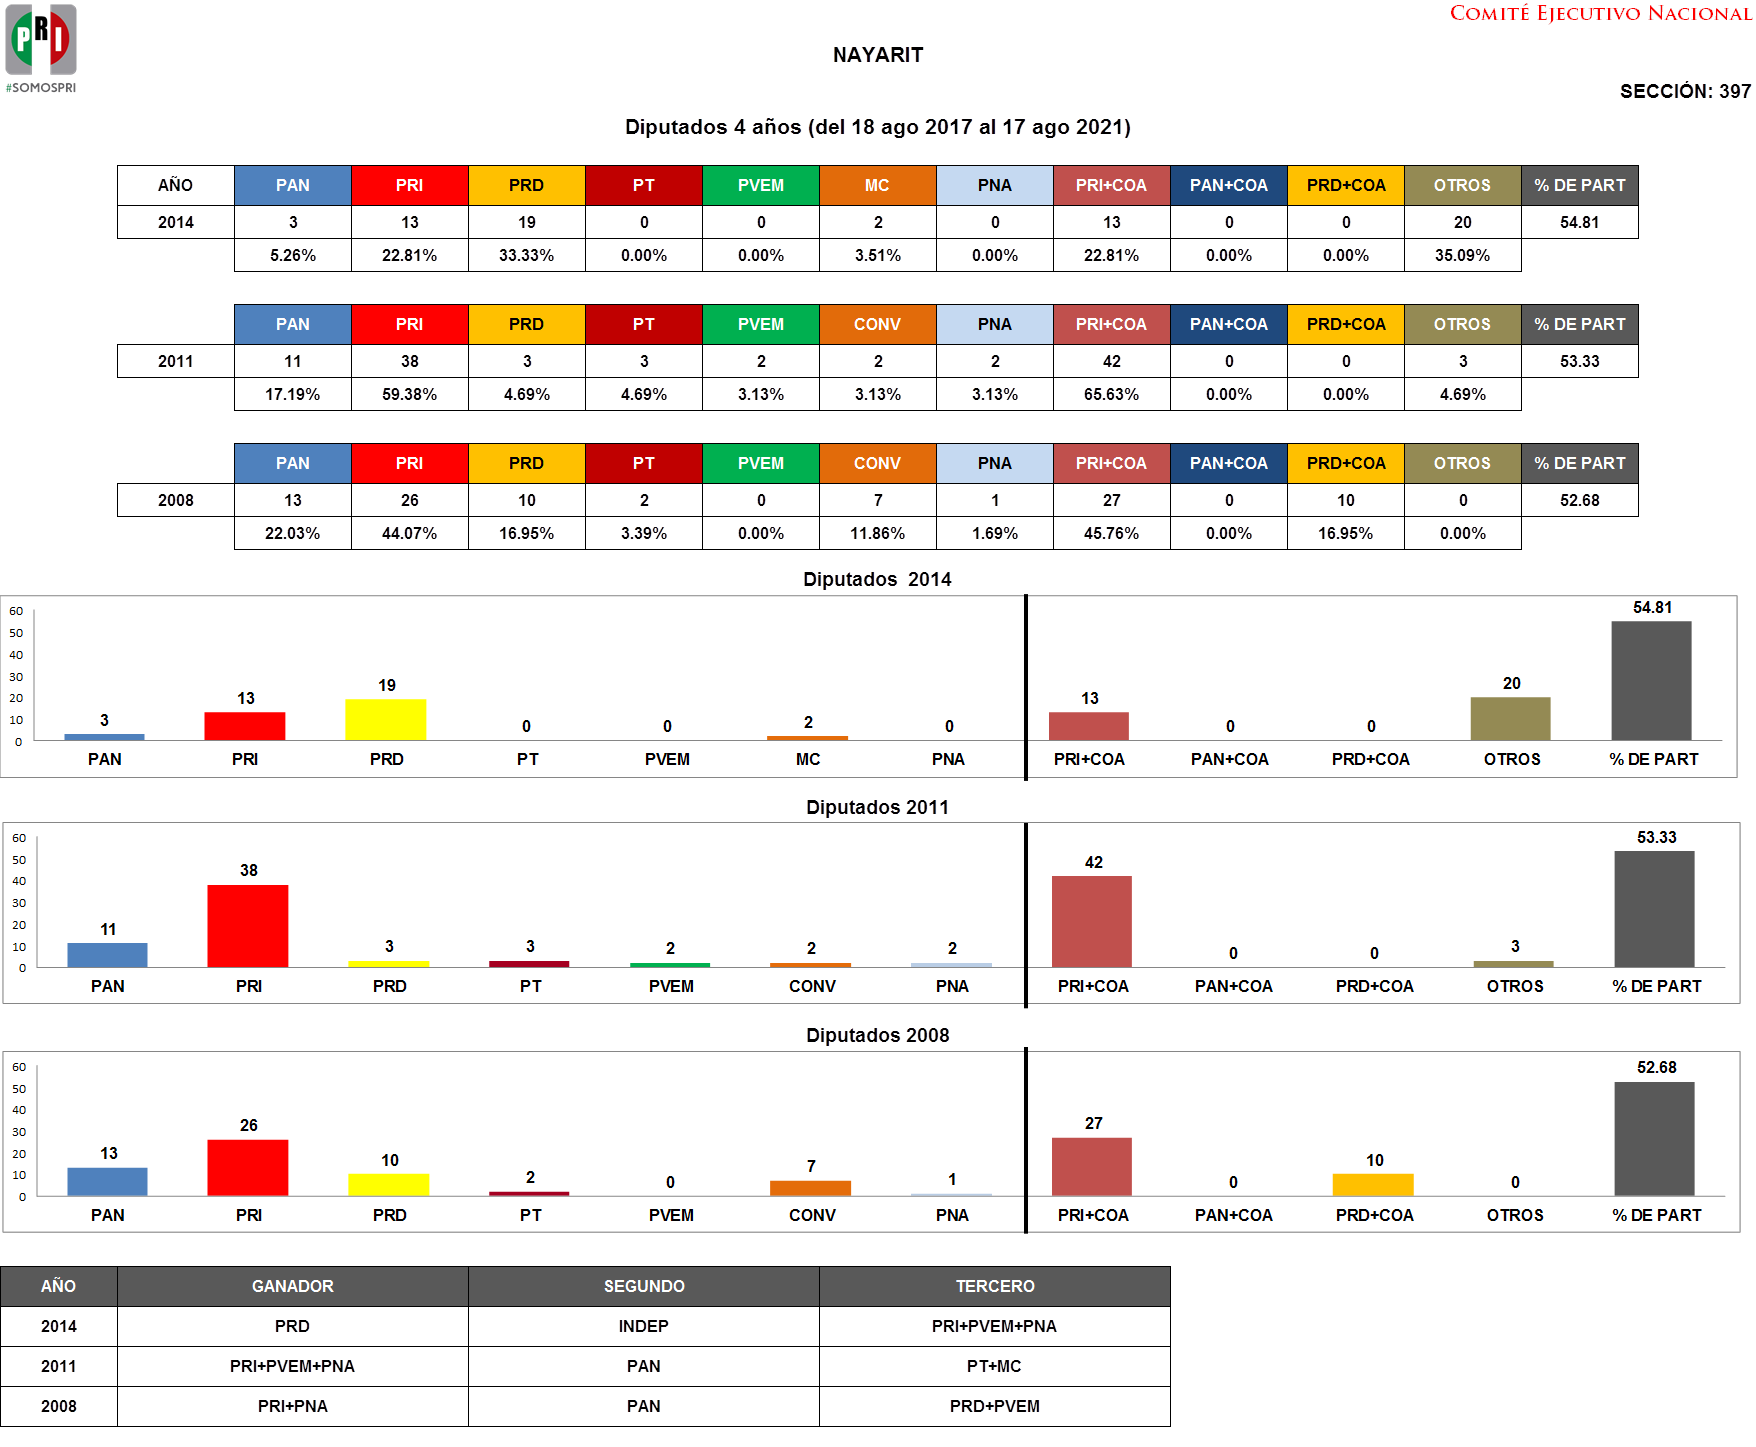 PRI
#SOMOSPRI
COMITÉ EJECUTIVO NACIONAL
NAYARIT
SECCIÓN: 397
Diputados 4 años (del 18 ago 2017 al 17 ago 2021)
AÑO PAN PRI PRD PT PVEM MC PNA PRI+COA PAN+COA PRD+COA OTROS % DE PART
2014 3 13 19 0 0 2 0 13 0 0 20 54.81
5.26% 22.81% 33.33% 0.00% 0.00% 3.51% 0.00% 22.81% 0.00% 0.00% 35.09%
PAN PRI PRD PT PVEM CONV PNA PRI+COA PAN+COA PRD+COA OTROS % DE PART
2011 11 38 3 3 2 2 2 42 0 0 3 53.33
17.19% 59.38% 4.69% 4.69% 3.13% 3.13% 3.13% 65.63% 0.00% 0.00% 4.69%
PAN PRI PRD PT PVEM CONV PNA PRI+COA PAN+COA PRD+COA OTROS % DE PART
2008 13 26 10 2 0 7 1 27 0 10 0 52.68
22.03% 44.07% 16.95% 3.39% 0.00% 11.86% 1.69% 45.76% 0.00% 16.95% 0.00%
Diputados 2014
60
50
40
30
20
10
0
3 13 19 0 0 2 0 13 0 0 20 54.81
PAN PRI PRD PT PVEM MC PNA PRI+COA PAN+COA PRD+COA OTROS % DE PART
Diputados 2011
60
50
40
30
20
10
0
11 38 3 3 2 2 2 42 0 0 3 53.33
PAN PRI PRD PT PVEM CONV PNA PRI+COA PAN+COA PRD+COA OTROS % DE PART
Diputados 2008
60
50
40
30
20
10
0
13 26 10 2 0 7 1 27 0 10 0 52.68
PAN PRI PRD PT PVEM CONV PNA PRI+COA PAN+COA PRD+COA OTROS % DE PART
AÑO GANADOR SEGUNDO TERCERO
2014 PRD INDEP PRI+PVEM+PNA
2011 PRI+PVEM+PNA PAN PT+MC
2008 PRI+PNA PAN PRD+PVEM